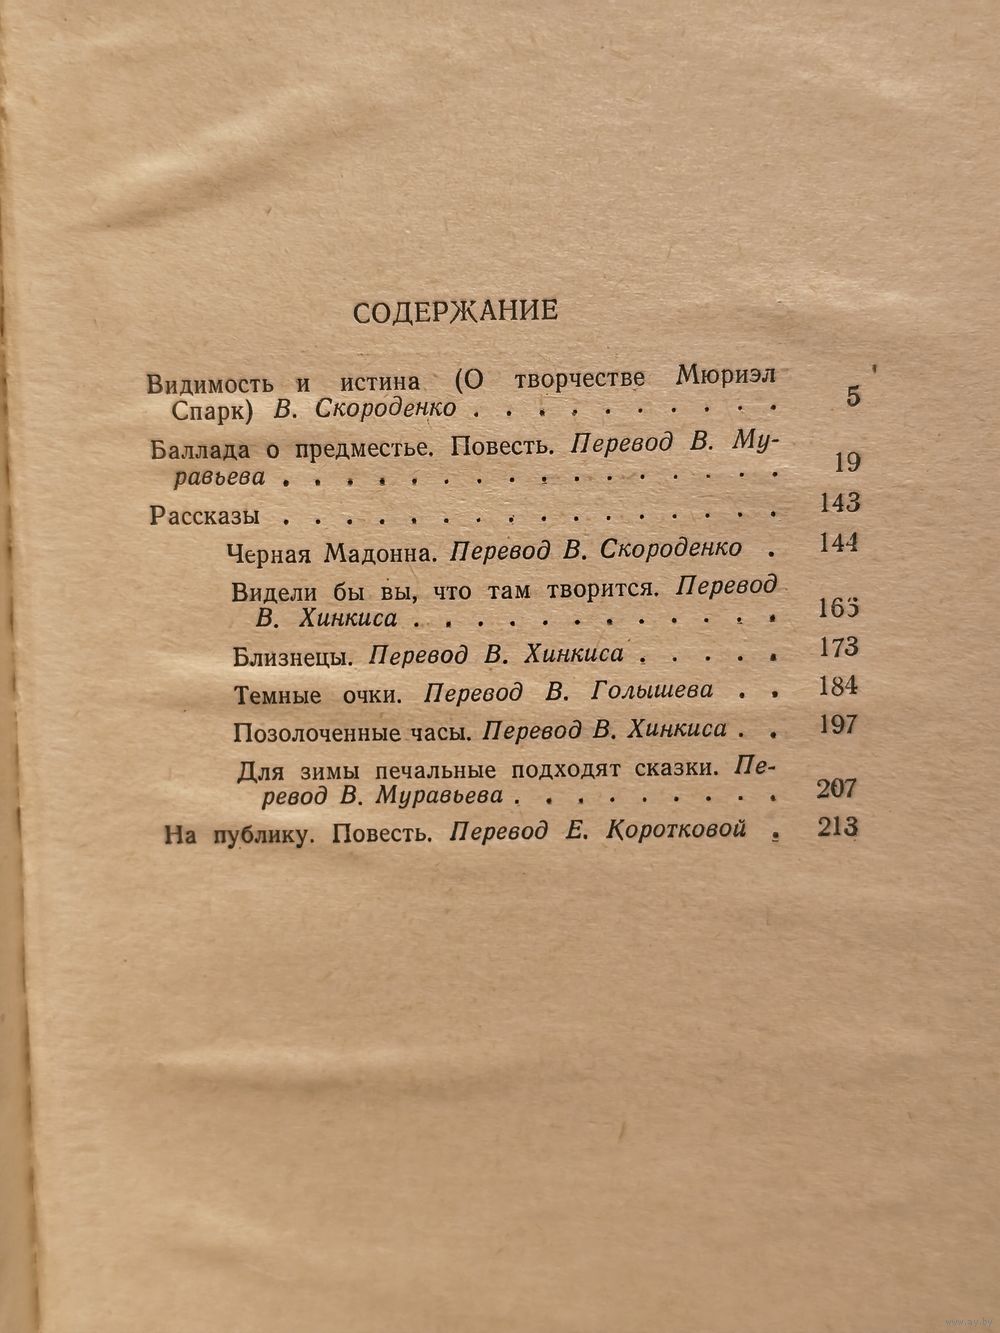 СОДЕРЖАНИЕ
Видимость и истина (О творчестве Мюриэл
Спарк) В. Скороденко . . . . . . . . . . 5
Баллада о предместье. Повесть. Перевод В. Му-
равьева . . . . . . . . . . . . . . . . 19
Рассказы . . . . . . . . . . . . . . . . 143
Черная Мадонна. Перевод В. Скороденко . 144
Видели бы вы, что там творится. Перевод
В. Хинкиса . . . . . . . . . . . . 165
Близнецы. Перевод В. Хинкиса . . . . . 173
Темные очки. Перевод В. Голышева . . 184
Позолоченные часы. Перевод В. Хинкиса . . 197
Для зимы печальные подходят сказки. Пе-
ревод В. Муравьева . . . . . . . . . 207
На публику. Повесть. Перевод Е. Коротковой . 213
www.ay.by